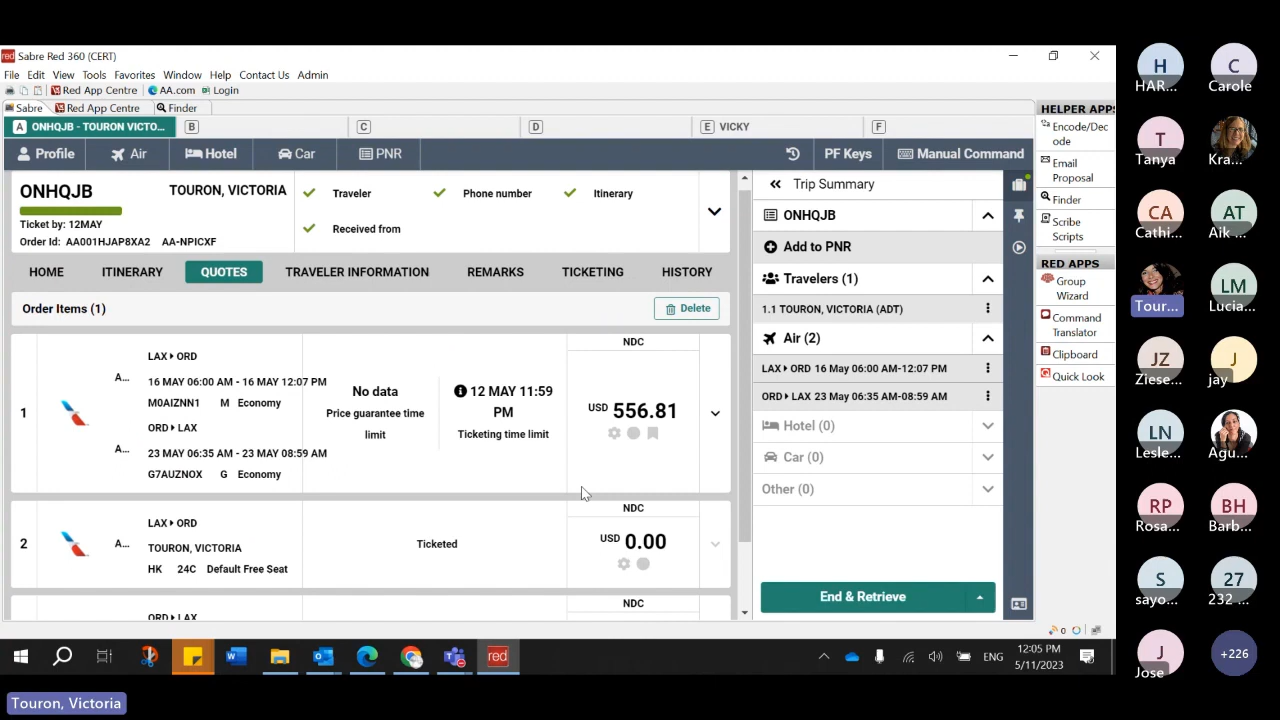 red Sabre Red 360 (CERT)
File Edit View Tools Favorites Window Help Contact Us Admin
Red App Centre AA.com Login
Sabre Red App Centre Finder
A ONHQJB - TOURON VICTO... B C D E VICKY F
Profile Air Hotel Car PNR PF Keys Manual Command
ONHQJB
TOURON, VICTORIA
Ticket by: 12MAY
Order Id: AA001HJAP8XA2 AA-NPICXF
Traveler Phone number Itinerary
Received from
HOME ITINERARY QUOTES TRAVELER INFORMATION REMARKS TICKETING HISTORY
Order Items (1) Delete
1
A...
LAX ORD
16 MAY 06:00 AM - 16 MAY 12:07 PM
M0AIZNN1 M Economy
A...
ORD LAX
23 MAY 06:35 AM - 23 MAY 08:59 AM
G7AUZNOX G Economy
No data
Price guarantee time
limit
12 MAY 11:59
PM
Ticketing time limit
NDC
USD 556.81
2
A...
LAX ORD
TOURON, VICTORIA
HK 24C Default Free Seat
Ticketed
NDC
USD 0.00
ORD LAX
NDC
Trip Summary
ONHQJB
Add to PNR
Travelers (1)
1.1 TOURON, VICTORIA (ADT)
Air (2)
LAX ORD 16 May 06:00 AM-12:07 PM
ORD LAX 23 May 06:35 AM-08:59 AM
Hotel (0)
Car (0)
Other (0)
End & Retrieve
HELPER APPS
Encode/Dec
ode
Email
Proposal
Finder
Scribe
Scripts
RED APPS
Group
Wizard
Command
Translator
Clipboard
Quick Look
0
W
red
ENG
12:05 PM
5/11/2023
H C
HAR... Carole
T
Tanya Kra...
CA AT
Cathi... Aik ...
LM
Tour... Lucia...
JZ J
Ziese... jay
LN
Lesle... Agu...
RP BH
Rosa... Barb...
S 27
sayo... 232 ...
J +226
Jose
Touron, Victoria